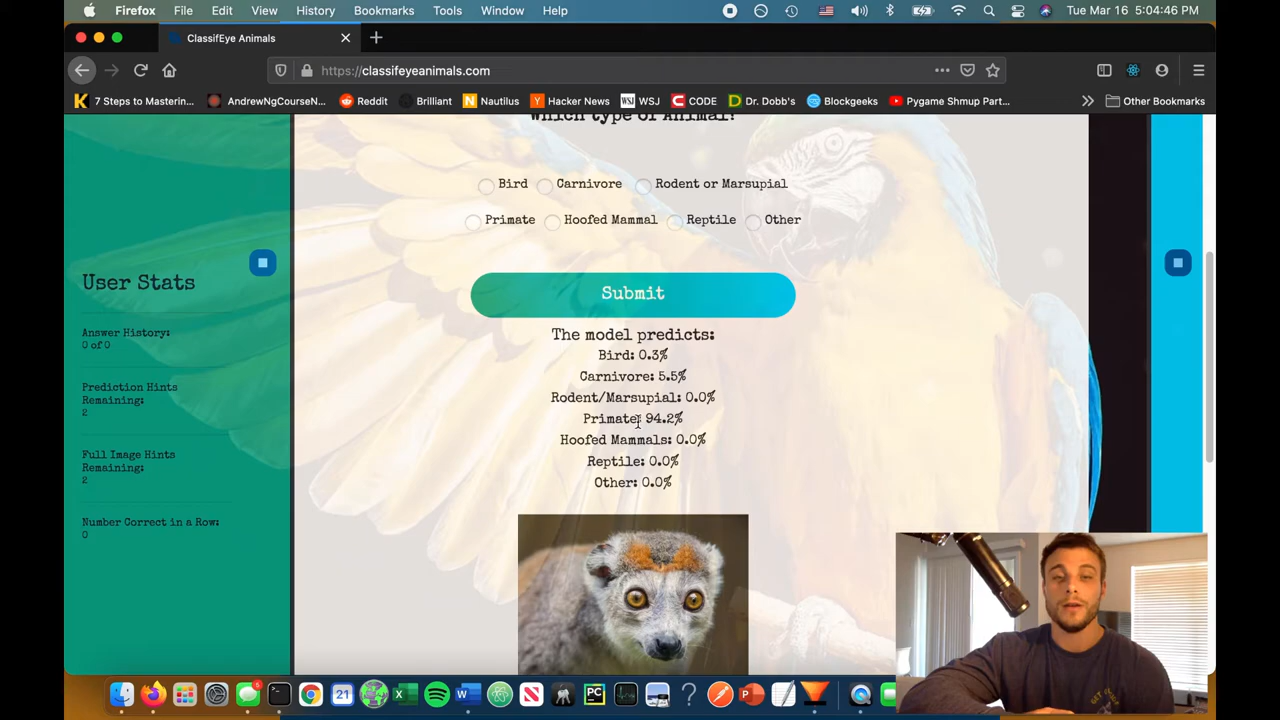 Firefox File Edit View History Bookmarks Tools Window Help Tue Mar 16 5:04:46 PM
ClassifEye Animals
https://classifeyeanimals.com
7 Steps to Masterin... AndrewNgCourseN... Reddit Brilliant Nautilus Hacker News WSJ CODE Dr. Dobb's Blockgeeks Pygame Shmup Part... Other Bookmarks
Which type of Animal?
Bird Carnivore Rodent or Marsupial
Primate Hoofed Mammal Reptile Other
Submit
The model predicts:
Bird: 0.3%
Carnivore: 5.5%
Rodent/Marsupial: 0.0%
Primate: 94.2%
Hoofed Mammals: 0.0%
Reptile: 0.0%
Other: 0.0%
User Stats
Answer History:
0 of 0
Prediction Hints
Remaining:
2
Full Image Hints
Remaining:
2
Number Correct in a Row:
0